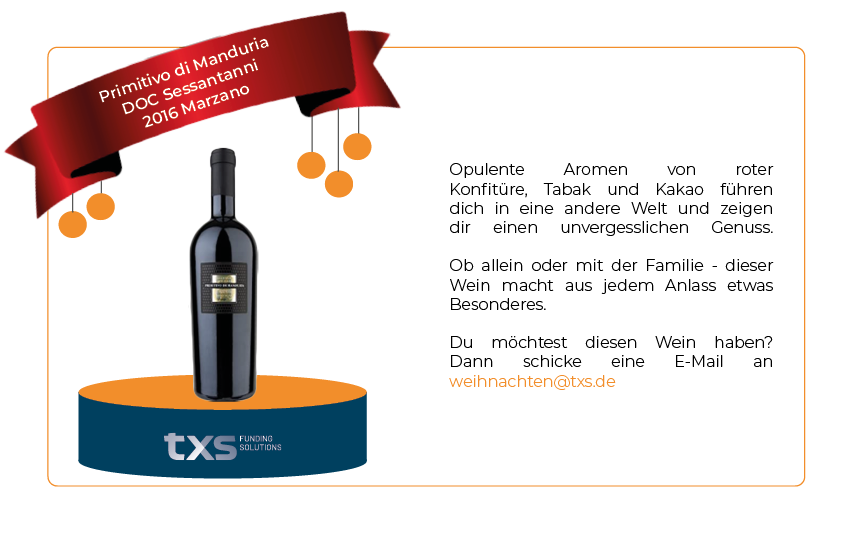 Primitivo di Manduria
DOC Sessantanni
2016 Marzano
PRIMITIVO DI MANDURIA
txs FUNDING
SOLUTIONS
Opulente Aromen von roter
Konfitüre, Tabak und Kakao führen
dich in eine andere Welt und zeigen
dir einen unvergesslichen Genuss.
Ob allein oder mit der Familie - dieser
Wein macht aus jedem Anlass etwas
Besonderes.
Du möchtest diesen Wein haben?
Dann schicke eine E-Mail an
weihnachten@txs.de